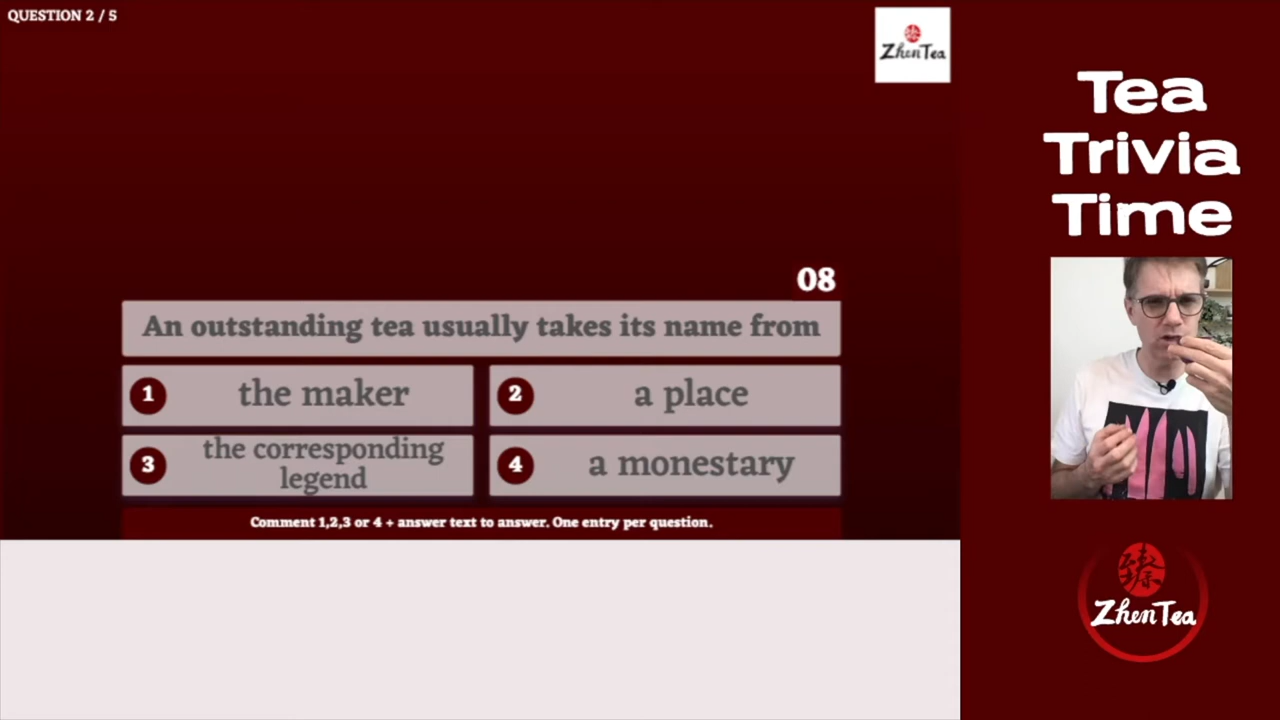 QUESTION 2 / 5
ZhenTea
Tea
Trivia
Time
08
An outstanding tea usually takes its name from
1 the maker
2 a place
3 the corresponding
legend
4 a monestary
Comment 1,2,3 or 4 + answer text to answer. One entry per question.
臻
ZhenTea